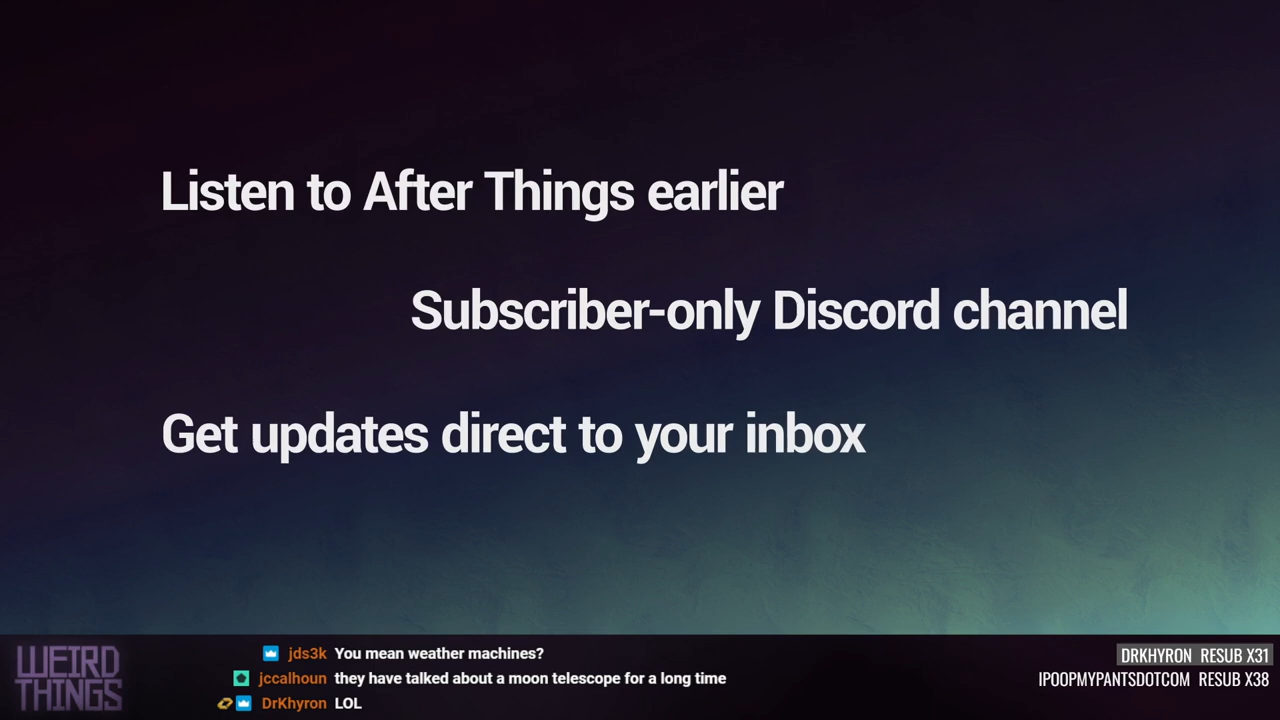 Listen to After Things earlier
Subscriber-only Discord channel
Get updates direct to your inbox
WEIRD
THINGS
jds3k You mean weather machines?
jccalhoun they have talked about a moon telescope for a long time
DrKhyron LOL
DRKHYRON RESUB X31
IPOOPMYPANTSDOTCOM RESUB X38